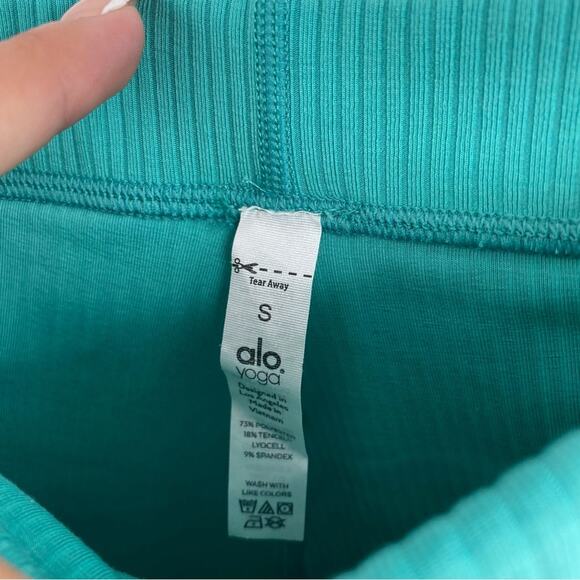 Tear Away
S
alo
yoga
Designed in
Los Angeles
Made in
Vietnam
73% POLYESTER
18% TENCEL
LYOCELL
9% SPANDEX
WASH WITH
LIKE COLORS